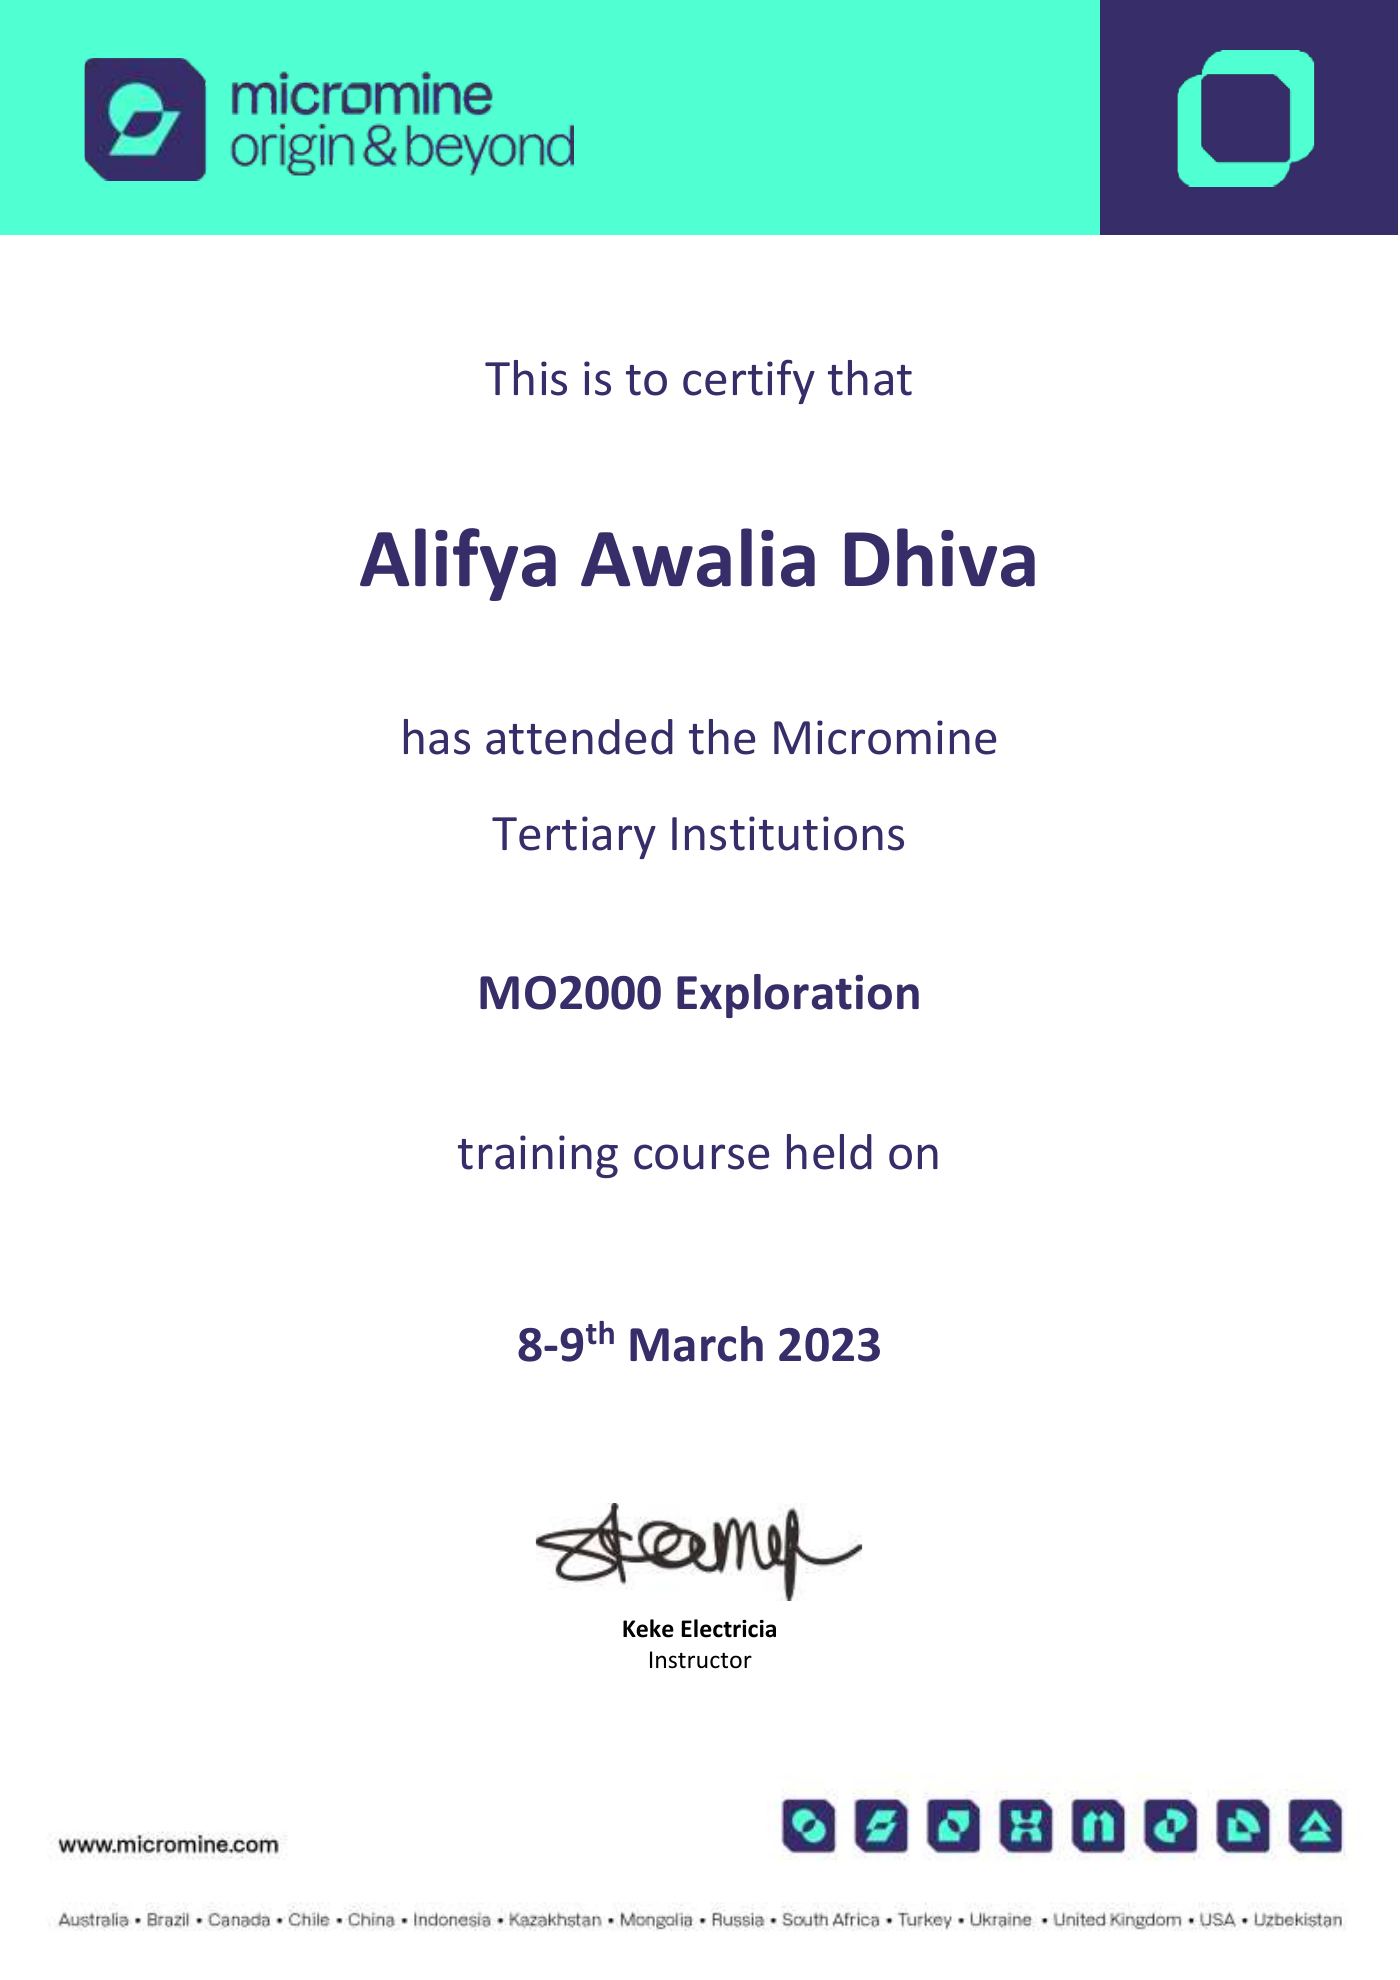 micromine
origin & beyond
This is to certify that
Alifya Awalia Dhiva
has attended the Micromine
Tertiary Institutions
MO2000 Exploration
training course held on
8-9th March 2023
Keke Electricia
Instructor
www.micromine.com
Australia • Brazil • Canada • Chile • China • Indonesia • Kazakhstan • Mongolia • Russia • South Africa • Turkey • Ukraine • United Kingdom • USA • Uzbekistan